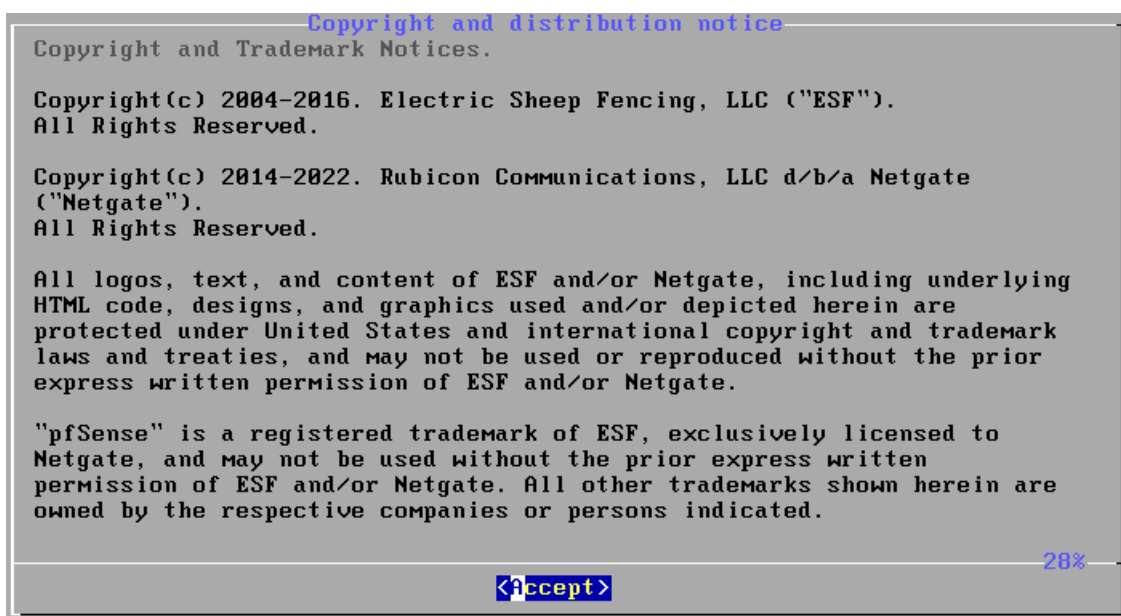 Copyright and distribution notice
Copyright and Trademark Notices.
Copyright(c) 2004-2016. Electric Sheep Fencing, LLC ("ESF").
All Rights Reserved.
Copyright(c) 2014-2022. Rubicon Communications, LLC d/b/a Netgate
("Netgate").
All Rights Reserved.
All logos, text, and content of ESF and/or Netgate, including underlying
HTML code, designs, and graphics used and/or depicted herein are
protected under United States and international copyright and trademark
laws and treaties, and may not be used or reproduced without the prior
express written permission of ESF and/or Netgate.
"pfSense" is a registered trademark of ESF, exclusively licensed to
Netgate, and may not be used without the prior express written
permission of ESF and/or Netgate. All other trademarks shown herein are
owned by the respective companies or persons indicated.
28%
<Accept>